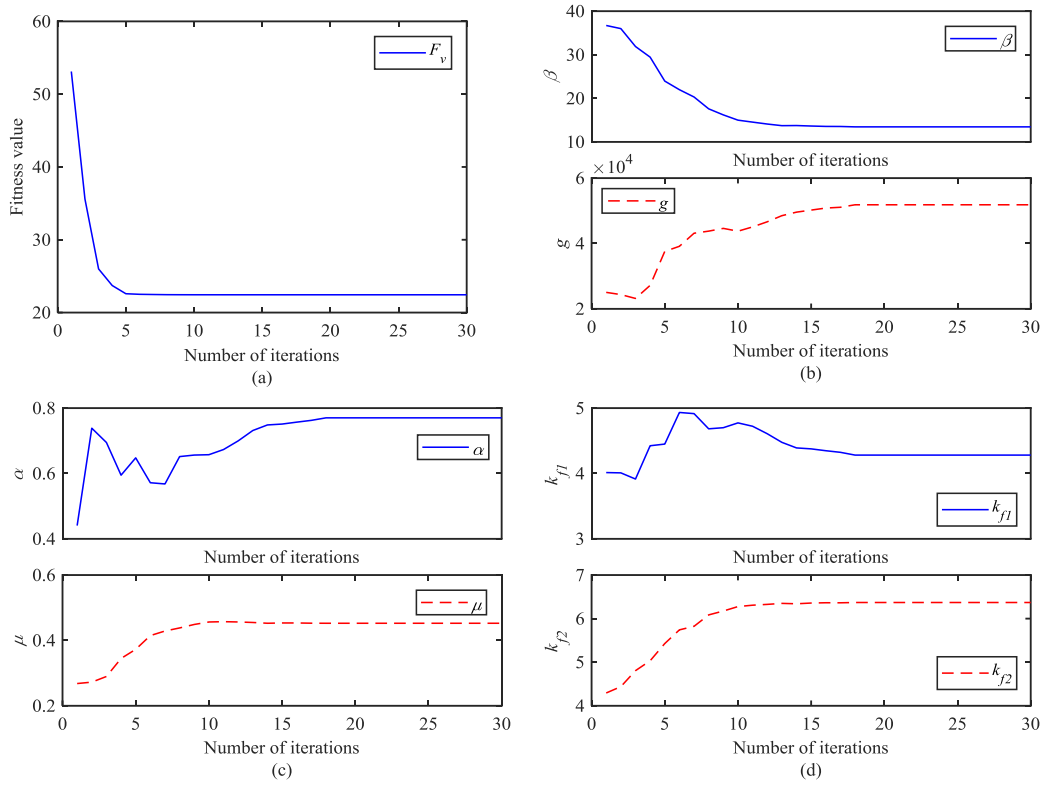 60
50
40
30
20
Fitness value
F_v
0 5 10 15 20 25 30
Number of iterations
(a)
40
30
20
10
β
β
Number of iterations
×10^4
6
4
2
g
g
0 5 10 15 20 25 30
Number of iterations
(b)
0.8
0.6
0.4
α
α
Number of iterations
0.6
0.4
0.2
μ
μ
0 5 10 15 20 25 30
Number of iterations
(c)
5
4
3
k_f1
k_f1
Number of iterations
7
6
5
4
k_f2
k_f2
0 5 10 15 20 25 30
Number of iterations
(d)